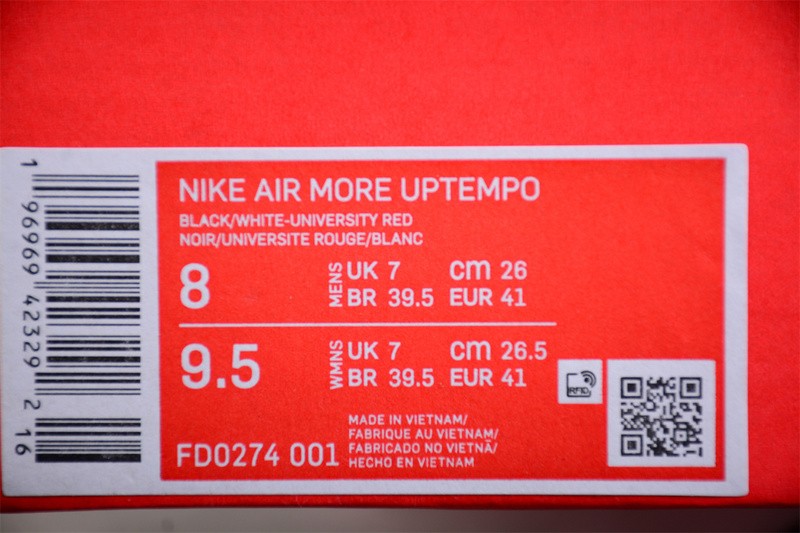 NIKE AIR MORE UPTEMPO
BLACK/WHITE-UNIVERSITY RED
NOIR/UNIVERSITE ROUGE/BLANC
8 MENS UK 7 cm 26
BR 39.5 EUR 41
9.5 WMNS UK 7 cm 26.5
BR 39.5 EUR 41
MADE IN VIETNAM/
FABRIQUE AU VIETNAM/
FABRICADO NO VIETNÃ/
HECHO EN VIETNAM
FD0274 001
RFID
1 96969 42329 2 16